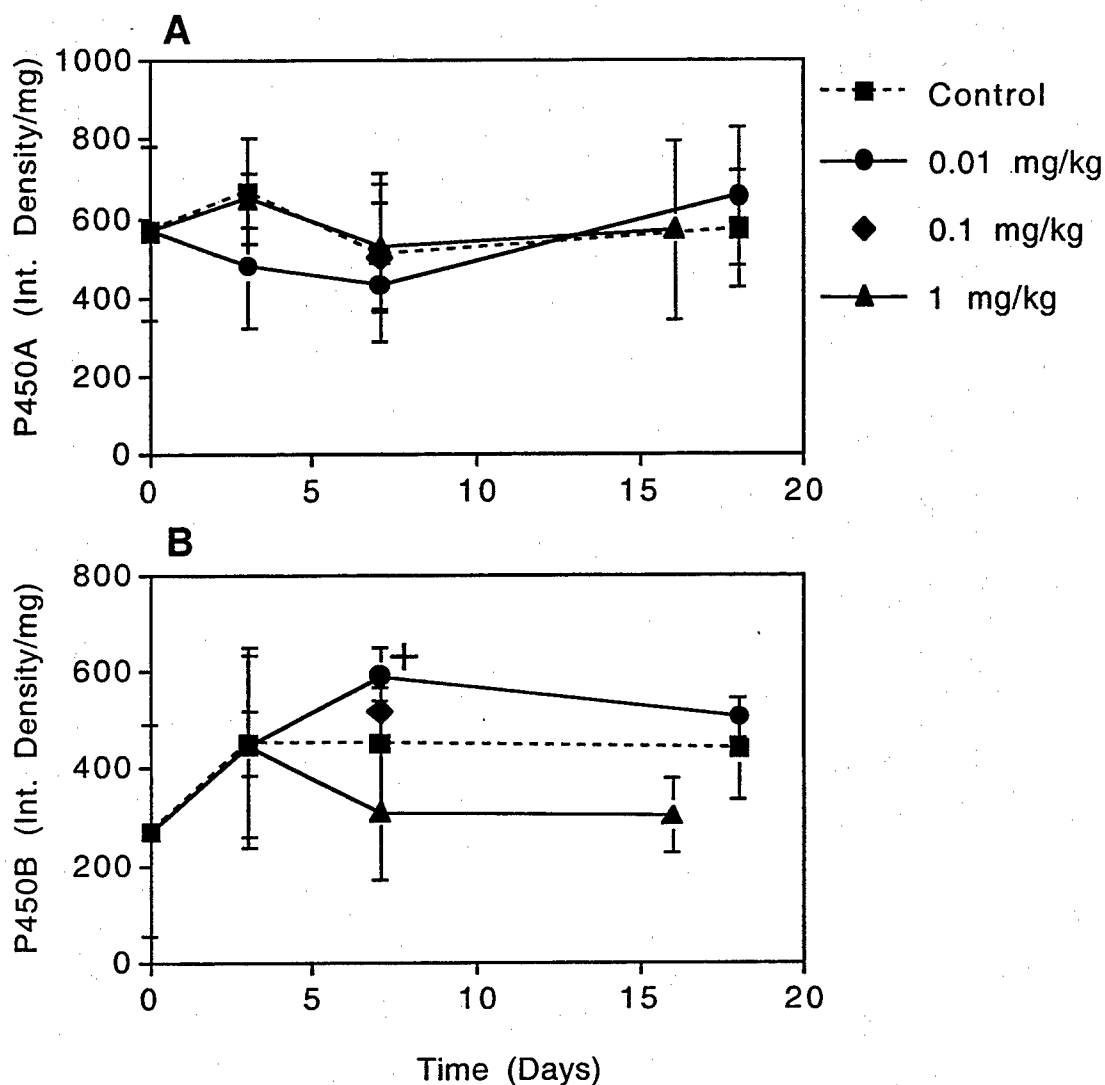 A
1000
800
600
400
200
0
P450A (Int. Density/mg)
0 5 10 15 20
Control
0.01 mg/kg
0.1 mg/kg
1 mg/kg
B
800
600
400
200
0
P450B (Int. Density/mg)
+
0 5 10 15 20
Time (Days)